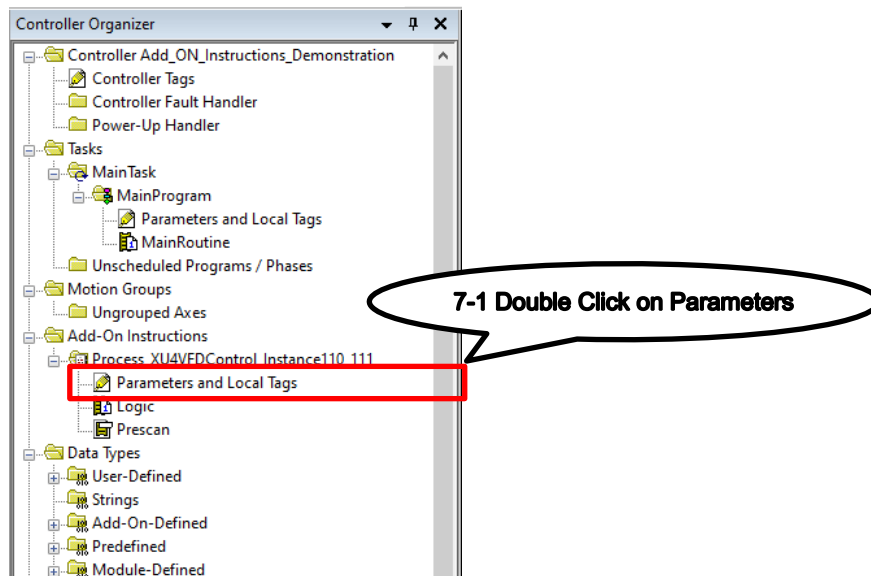 Controller Organizer
Controller Add_ON_Instructions_Demonstration
Controller Tags
Controller Fault Handler
Power-Up Handler
Tasks
MainTask
MainProgram
Parameters and Local Tags
MainRoutine
Unscheduled Programs / Phases
Motion Groups
Ungrouped Axes
7-1 Double Click on Parameters
Add-On Instructions
Process_XU4VFDControl_Instance110_111
Parameters and Local Tags
Logic
Prescan
Data Types
User-Defined
Strings
Add-On-Defined
Predefined
Module-Defined